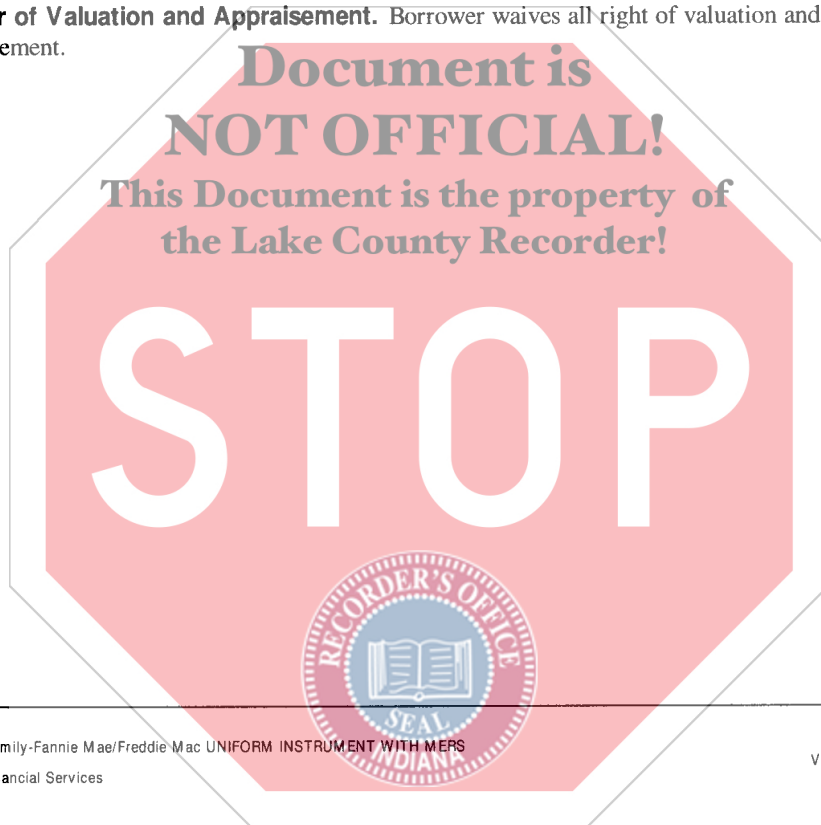 r of Valuation and Appraisement. Borrower waives all right of valuation and
ement.
Document is
NOT OFFICIAL!
This Document is the property of
the Lake County Recorder!
STOP
RECORDER'S OFFICE
SEAL
INDIANA
mily-Fannie Mae/Freddie Mac UNIFORM INSTRUMENT WITH MERS
V
ancial Services